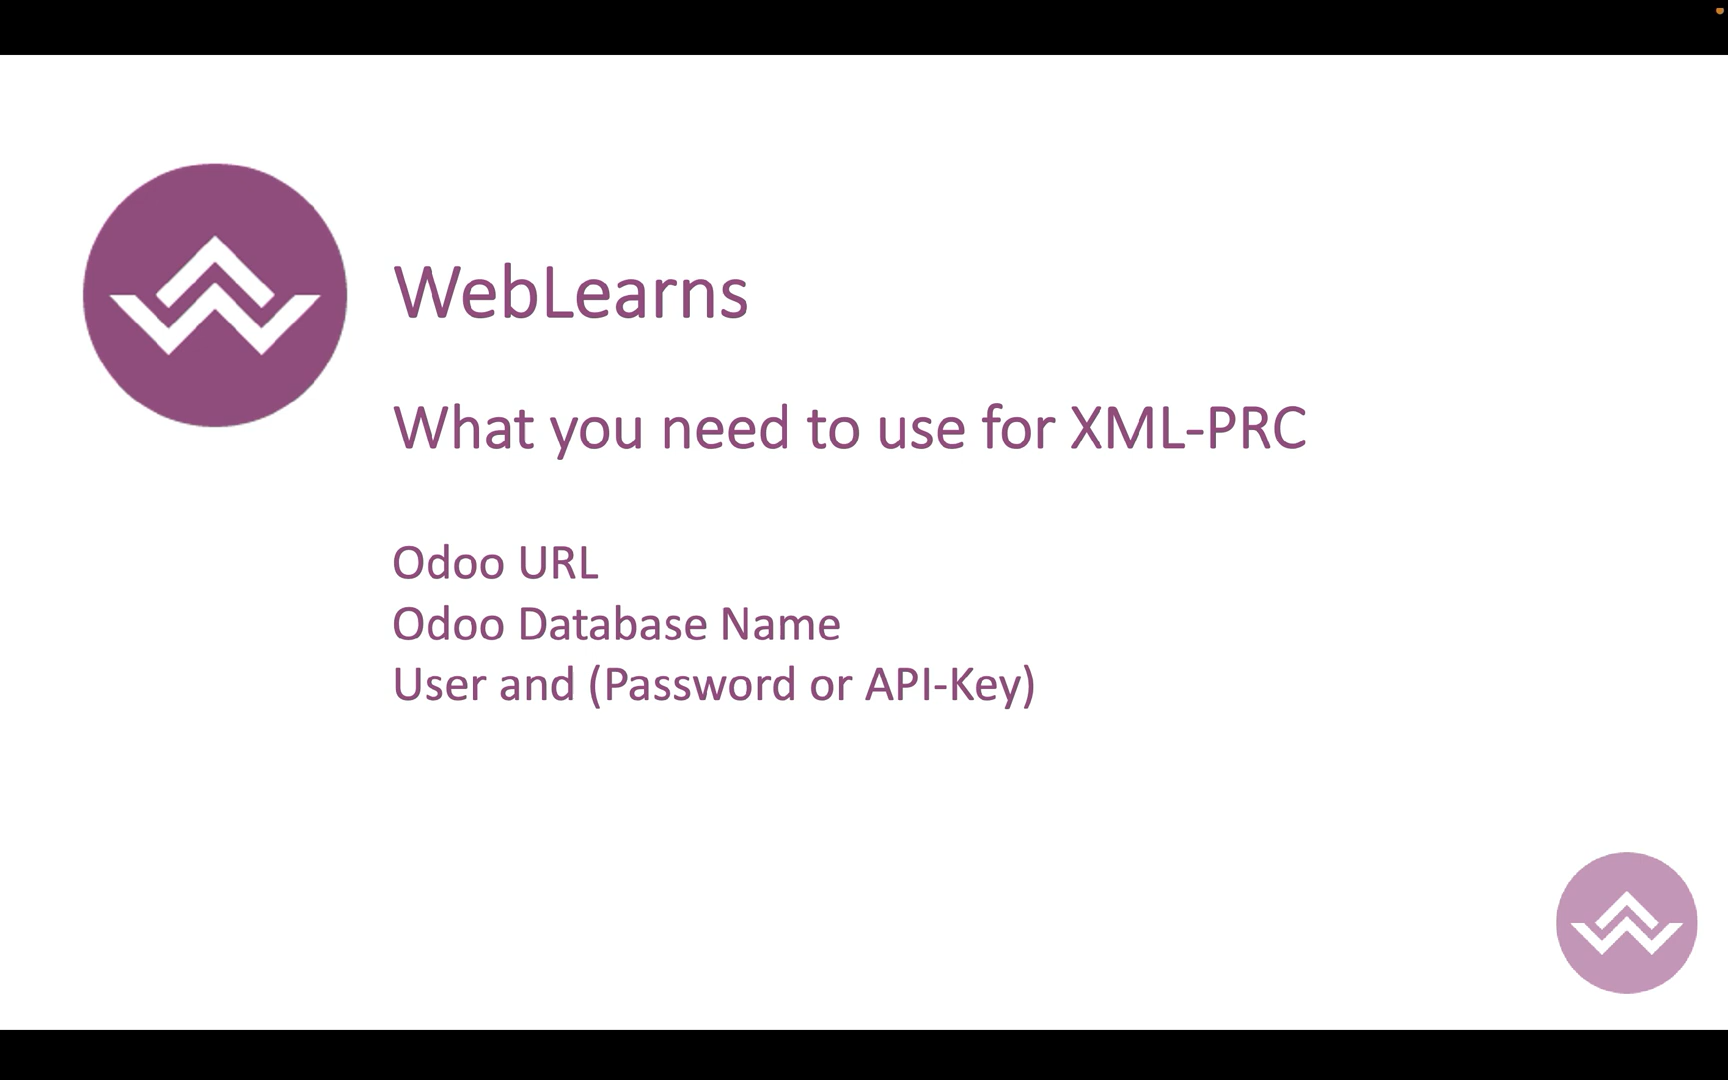 WebLearns
What you need to use for XML-PRC
Odoo URL
Odoo Database Name
User and (Password or API-Key)